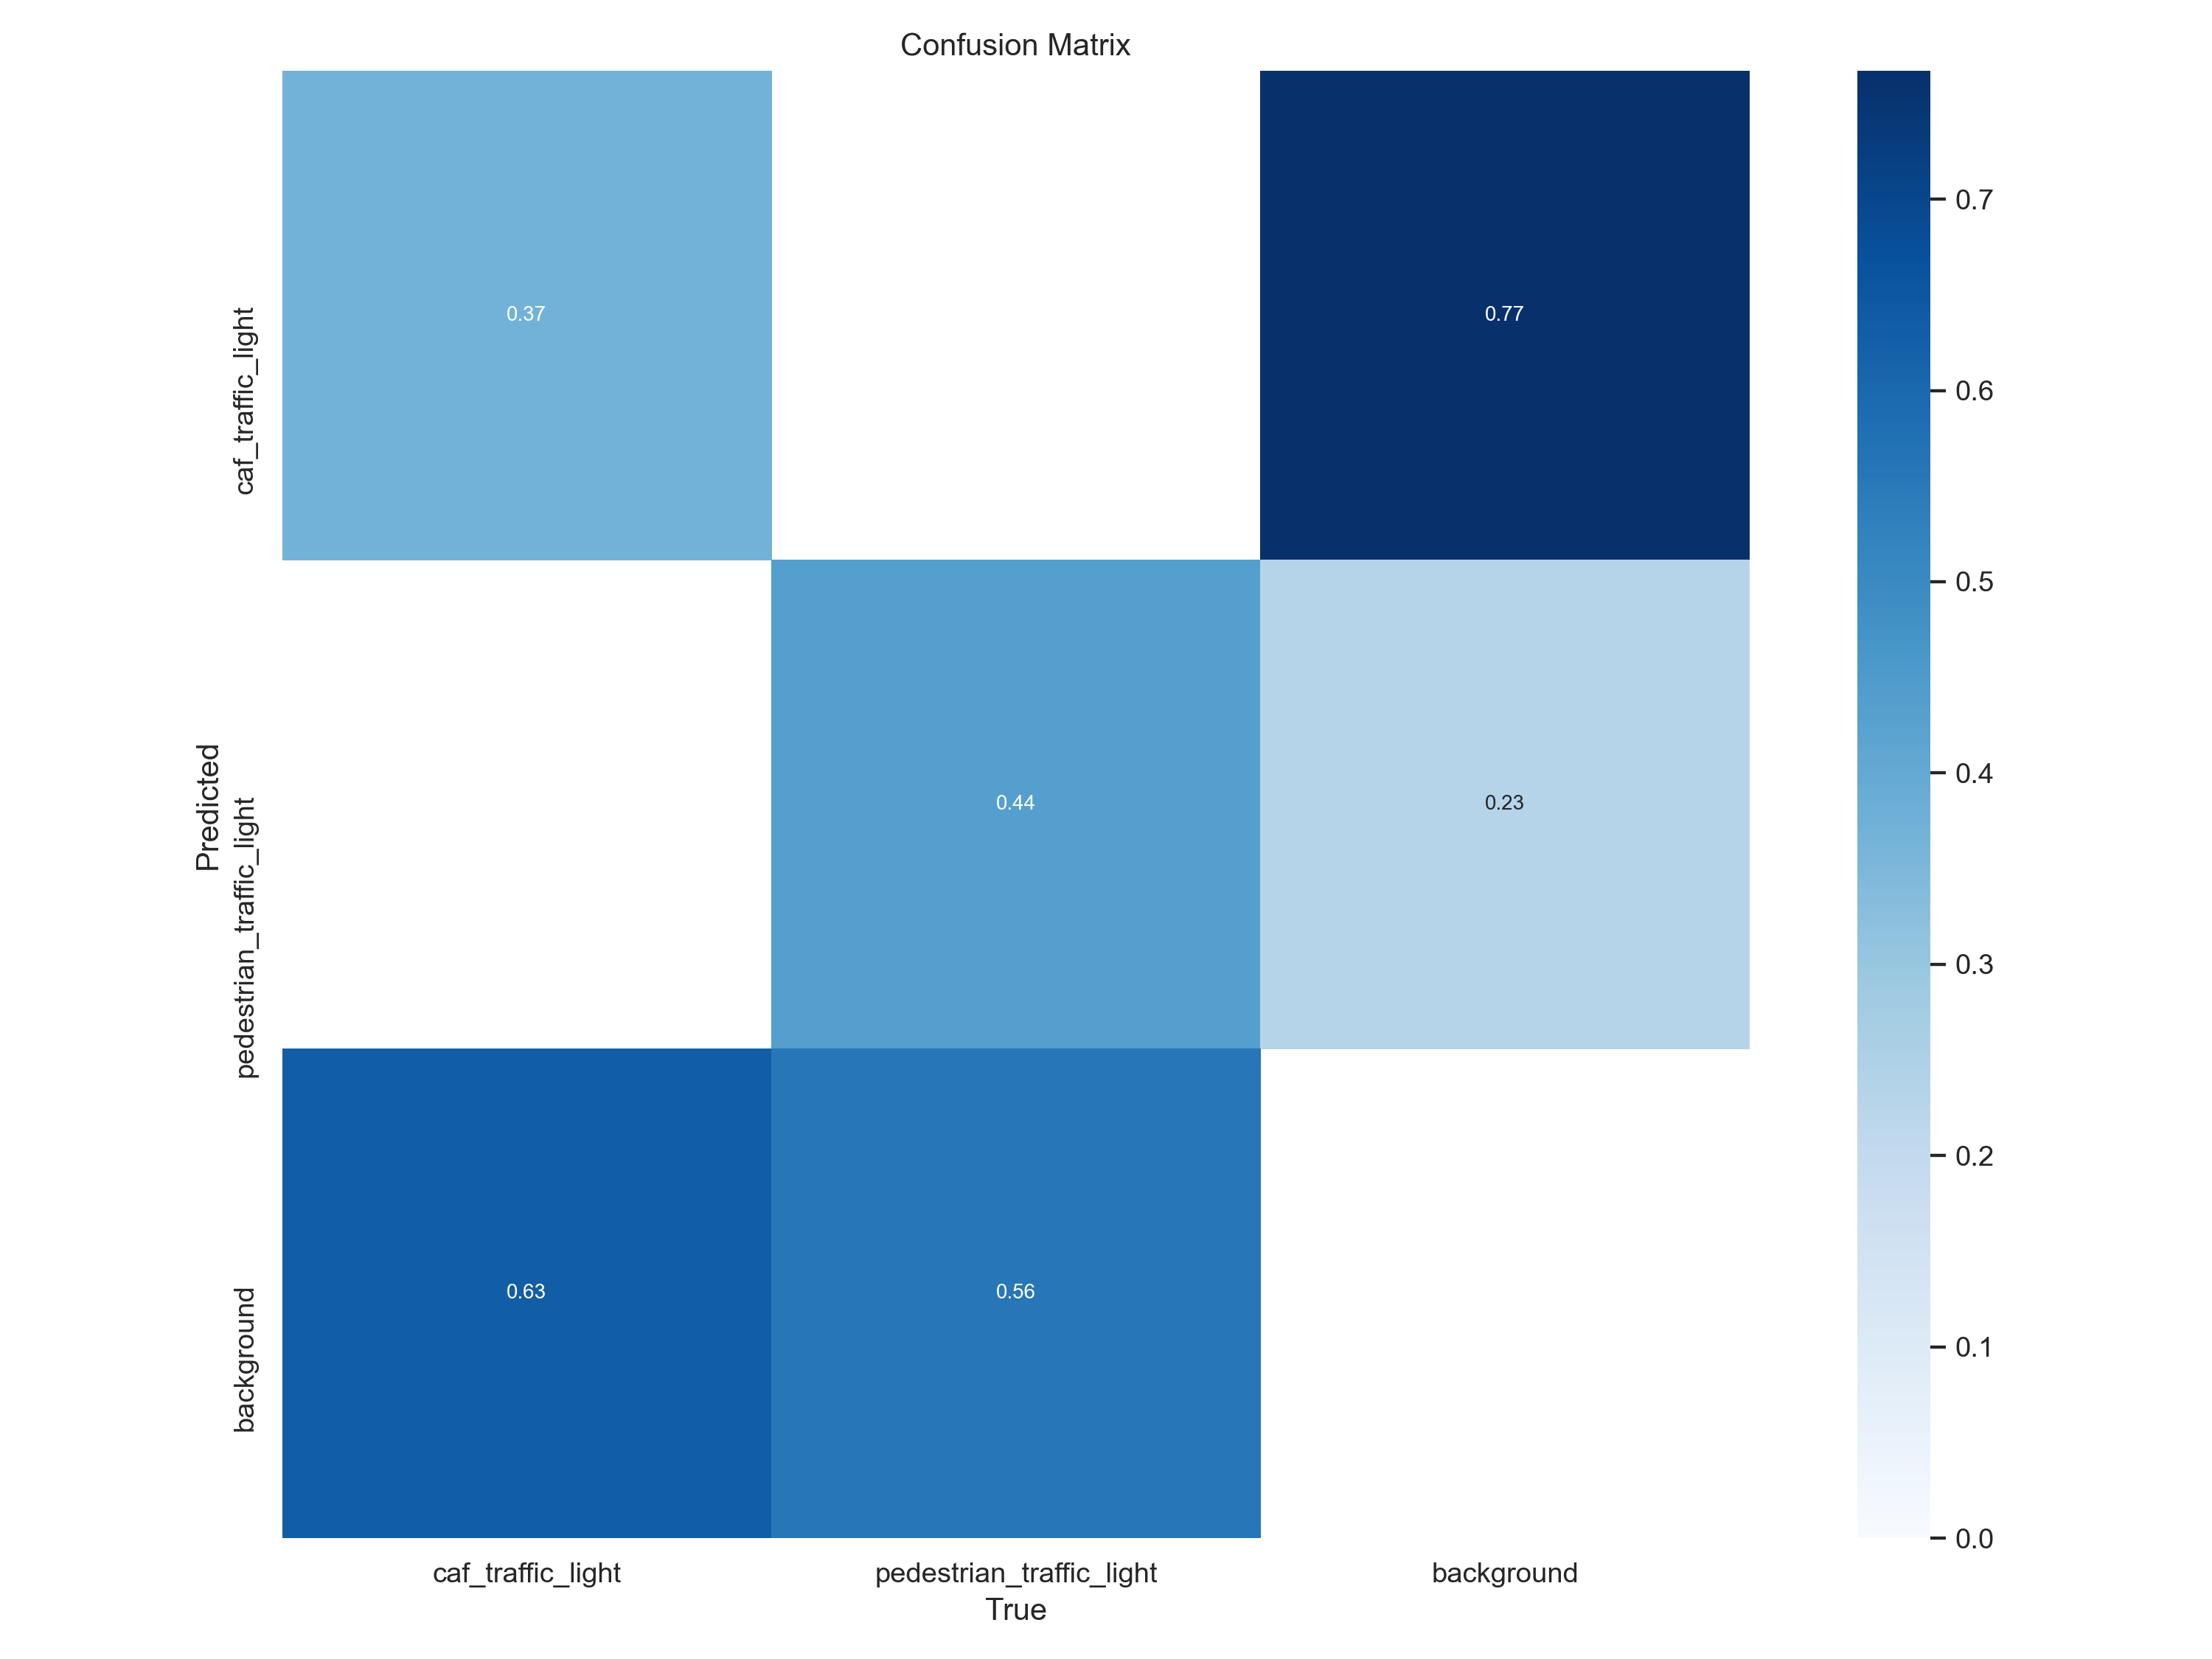 Confusion Matrix
caf_traffic_light
pedestrian_traffic_light
background
Predicted
0.37
0.77
0.44
0.23
0.63
0.56
caf_traffic_light
pedestrian_traffic_light
background
True
0.7
0.6
0.5
0.4
0.3
0.2
0.1
0.0